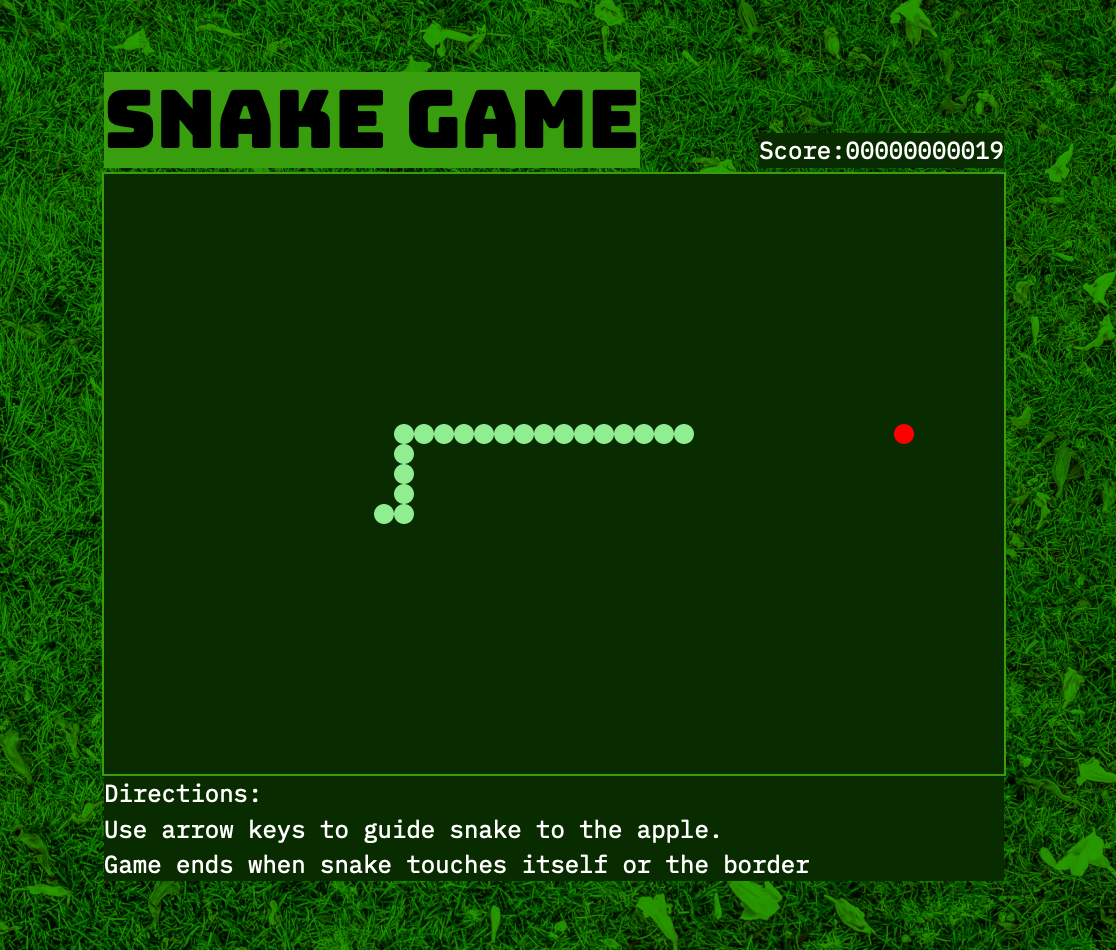 SNAKE GAME
Score:00000000019
Directions:
Use arrow keys to guide snake to the apple.
Game ends when snake touches itself or the border